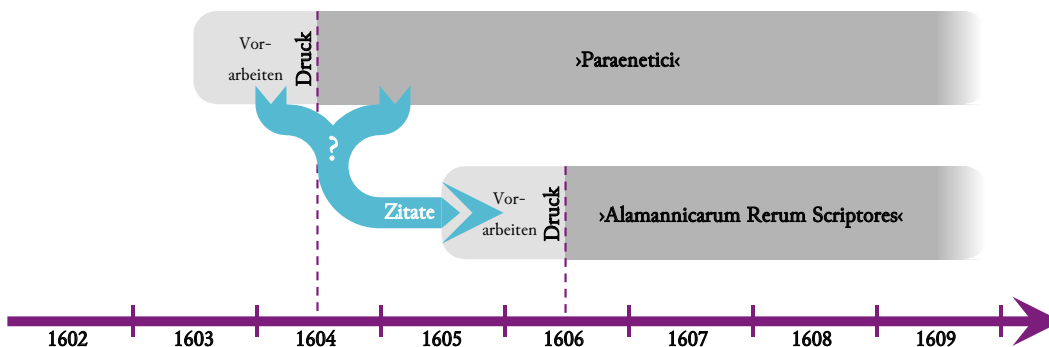 Vor-
arbeiten
Druck
›Paraenetici‹
?
Zitate
Vor-
arbeiten
Druck
›Alamannicarum Rerum Scriptores‹
1602 1603 1604 1605 1606 1607 1608 1609